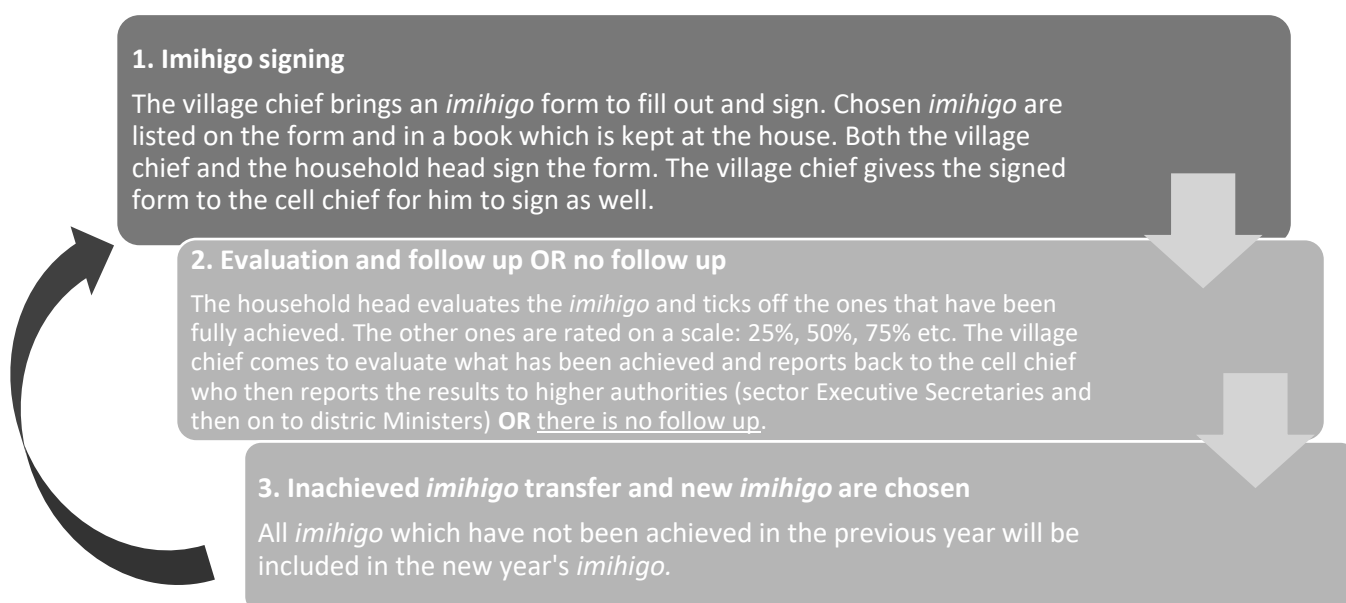 1. Imihigo signing
The village chief brings an imihigo form to fill out and sign. Chosen imihigo are
listed on the form and in a book which is kept at the house. Both the village
chief and the household head sign the form. The village chief givess the signed
form to the cell chief for him to sign as well.
2. Evaluation and follow up OR no follow up
The household head evaluates the imihigo and ticks off the ones that have been
fully achieved. The other ones are rated on a scale: 25%, 50%, 75% etc. The village
chief comes to evaluate what has been achieved and reports back to the cell chief
who then reports the results to higher authorities (sector Executive Secretaries and
then on to distric Ministers) OR there is no follow up.
3. Inachieved imihigo transfer and new imihigo are chosen
All imihigo which have not been achieved in the previous year will be
included in the new year's imihigo.